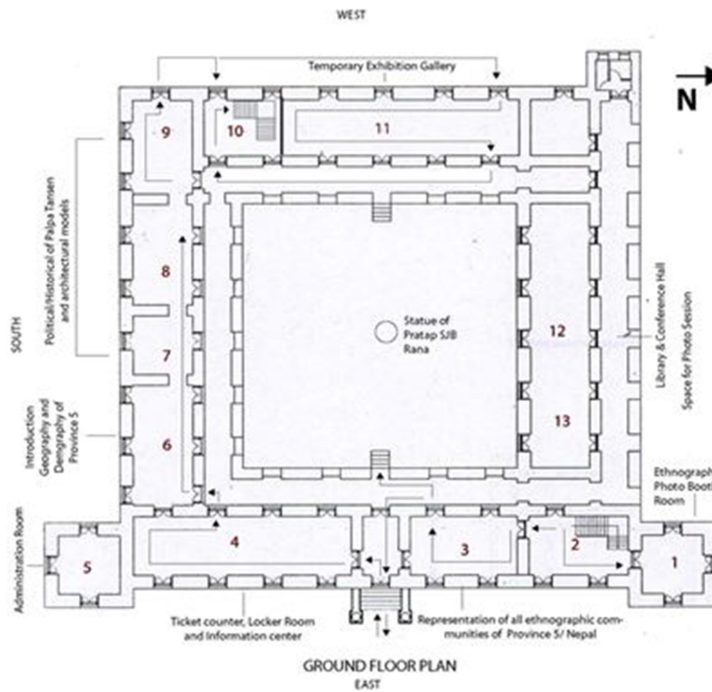 WEST
Temporary Exhibition Gallery
N
9
10
11
Political/Historical of Palpa Tansen
and architectural models
8
7
SOUTH
Introduction
Geography and
Demgraphy of
Province 5
6
Statue of
Pratap SJB
Rana
12
13
Library & Conference Hall
Space for Photo Session
Ethnograph
Photo Booth
Room
Administration Room
5
4
3
2
1
Ticket counter, Locker Room
and Information center
Representation of all ethnographic com-
munities of Province 5/ Nepal
GROUND FLOOR PLAN
EAST